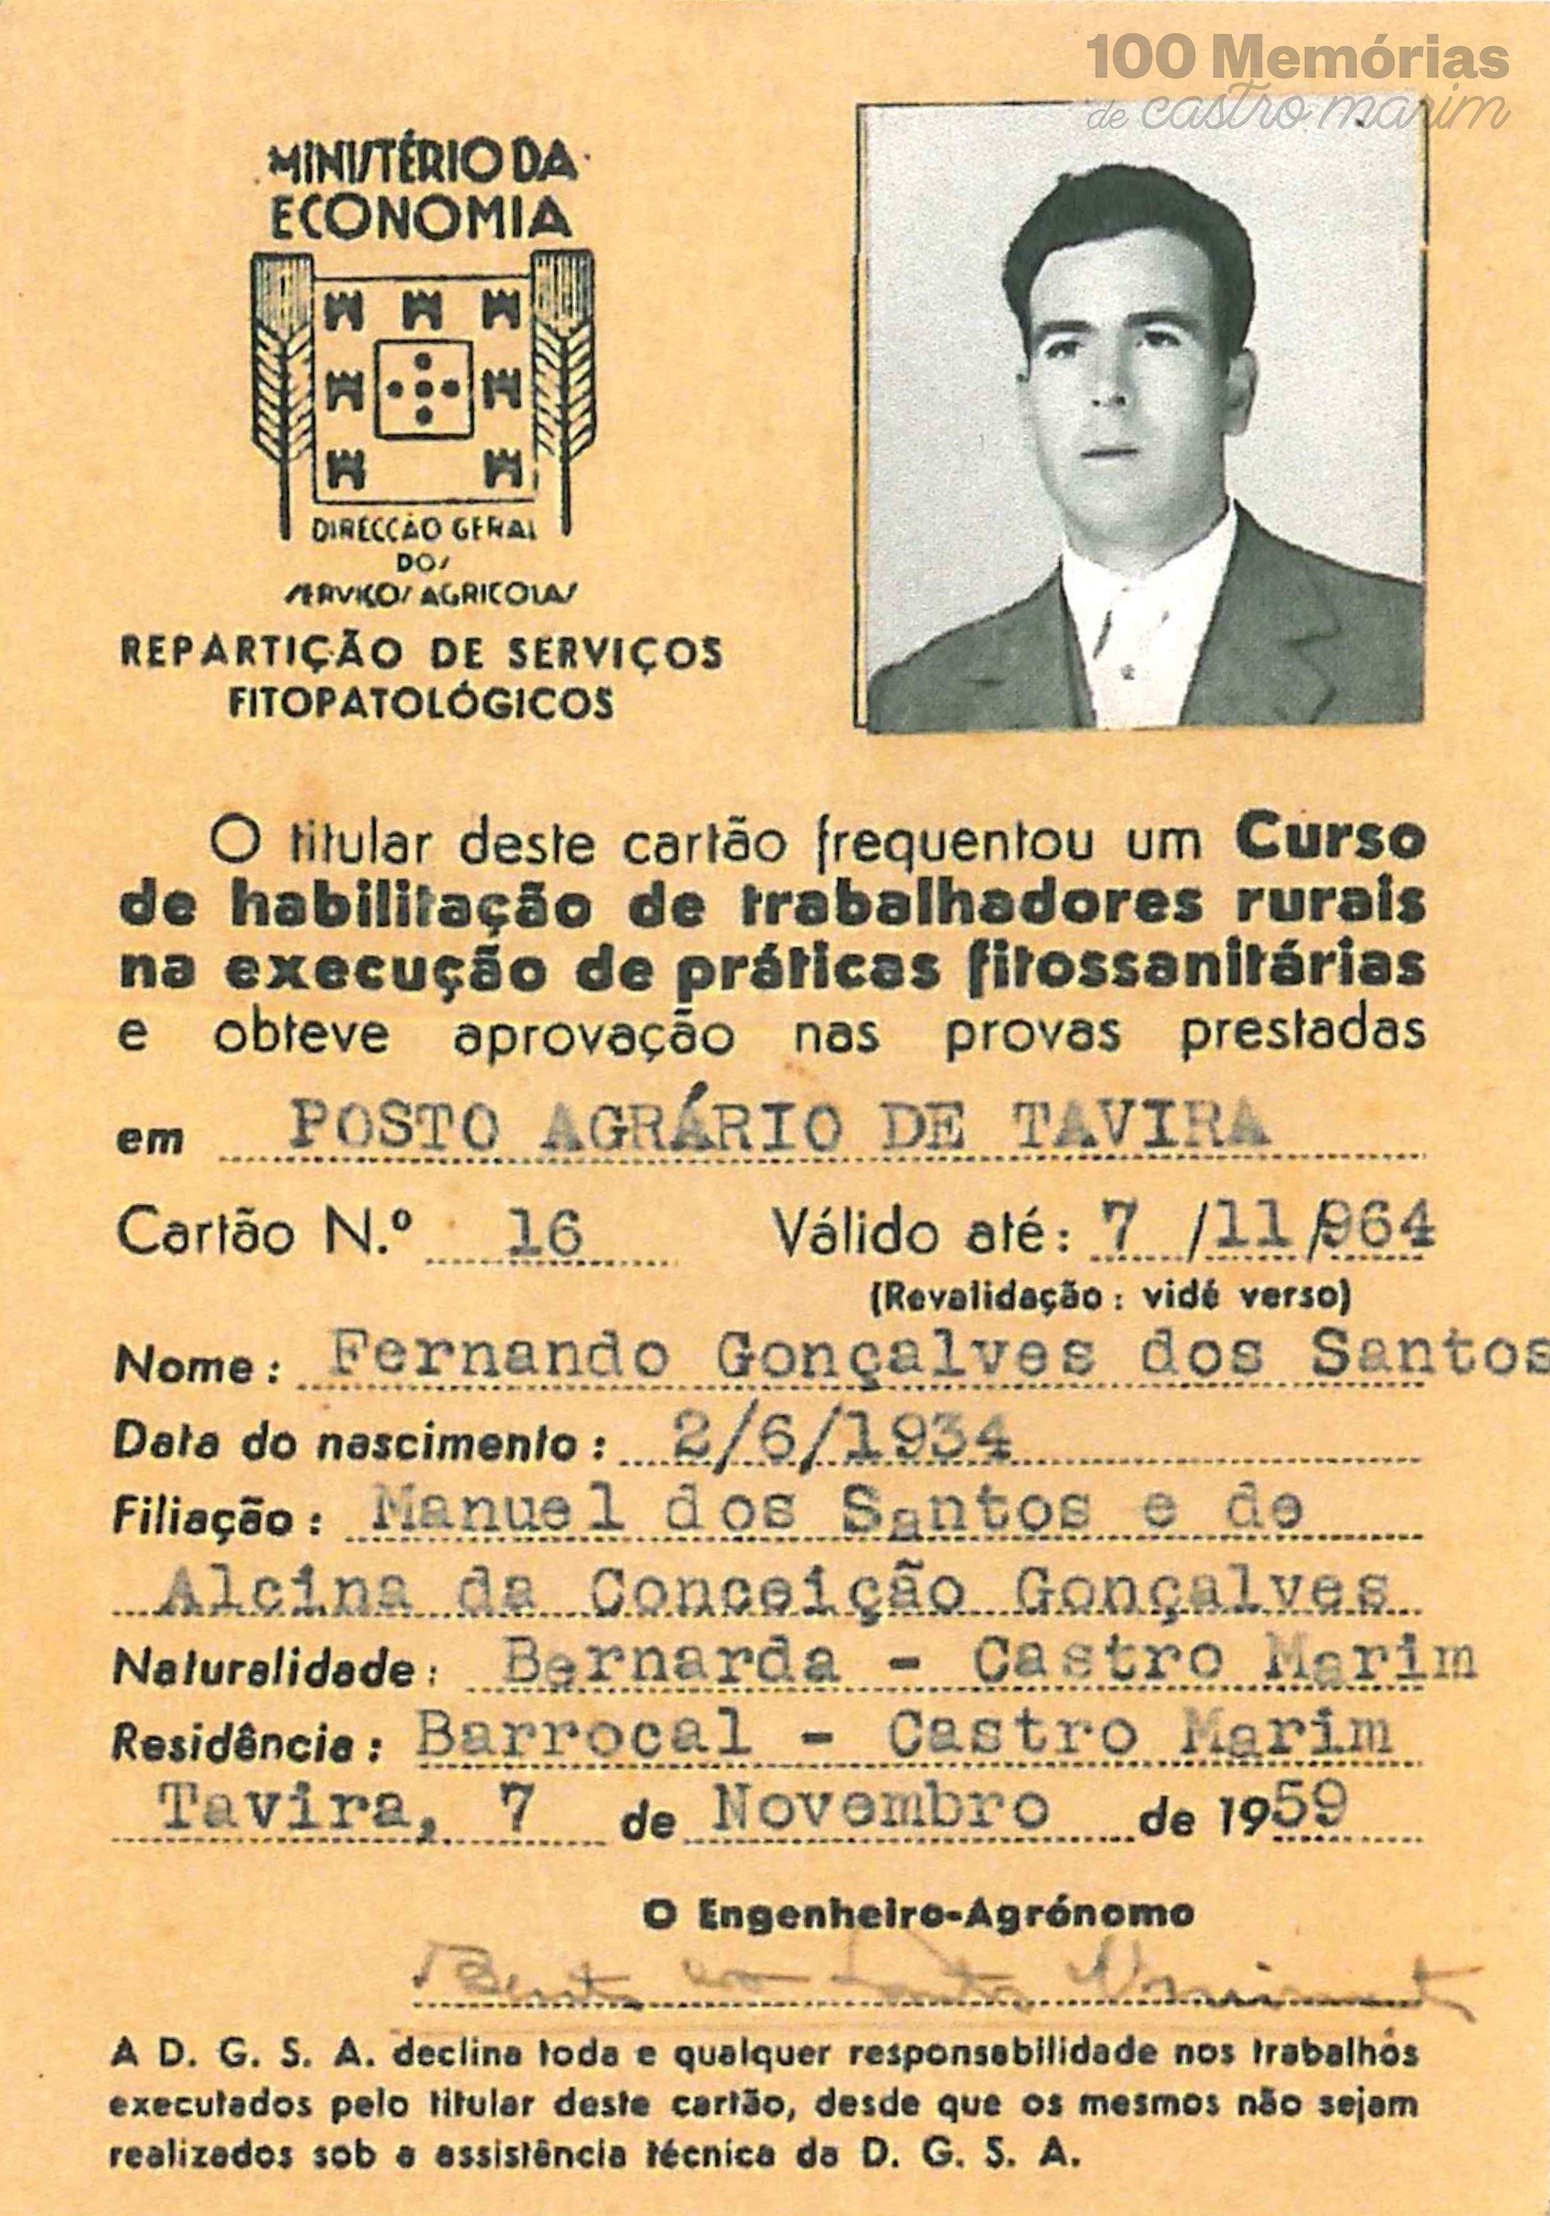 100 Memórias
de castro marim
MINISTÉRIO DA
ECONOMIA
DIRECÇÃO GERAL
DOS
SERVIÇOS AGRICOLAS
REPARTIÇÃO DE SERVIÇOS
FITOPATOLÓGICOS
O titular deste cartão frequentou um Curso
de habilitação de trabalhadores rurais
na execução de práticas fitossanitárias
e obteve aprovação nas provas prestadas
em POSTO AGRÁRIO DE TAVIRA
Cartão N.º 16 Válido até: 7 /11/964
(Revalidação: vidé verso)
Nome: Fernando Gonçalves dos Santos
Data do nascimento: 2/6/1934
Filiação: Manuel dos Santos e de
Alcina da Conceição Gonçalves
Naturalidade: Bernarda - Castro Marim
Residência: Barrocal - Castro Marim
Tavira, 7 de Novembro de 1959
O Engenheiro-Agrónomo
A D. G. S. A. declina toda e qualquer responsabilidade nos trabalhos
executados pelo titular deste cartão, desde que os mesmos não sejam
realizados sob a assistência técnica da D. G. S. A.